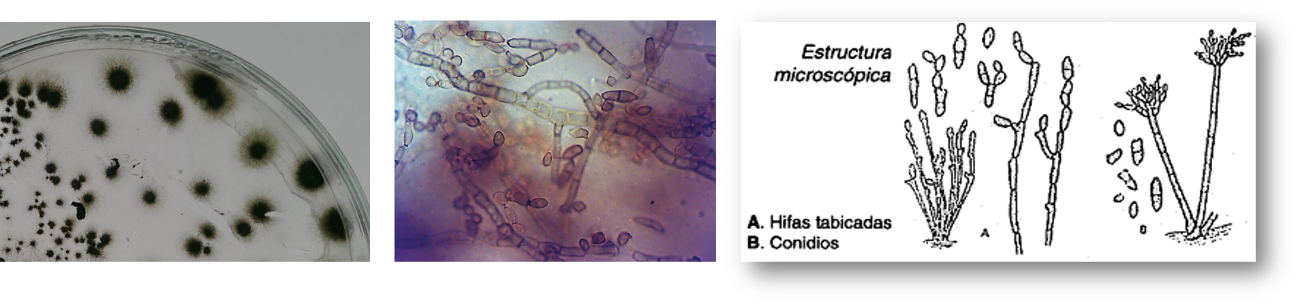 Estructura
microscópica
A. Hifas tabicadas
B. Conidios
A